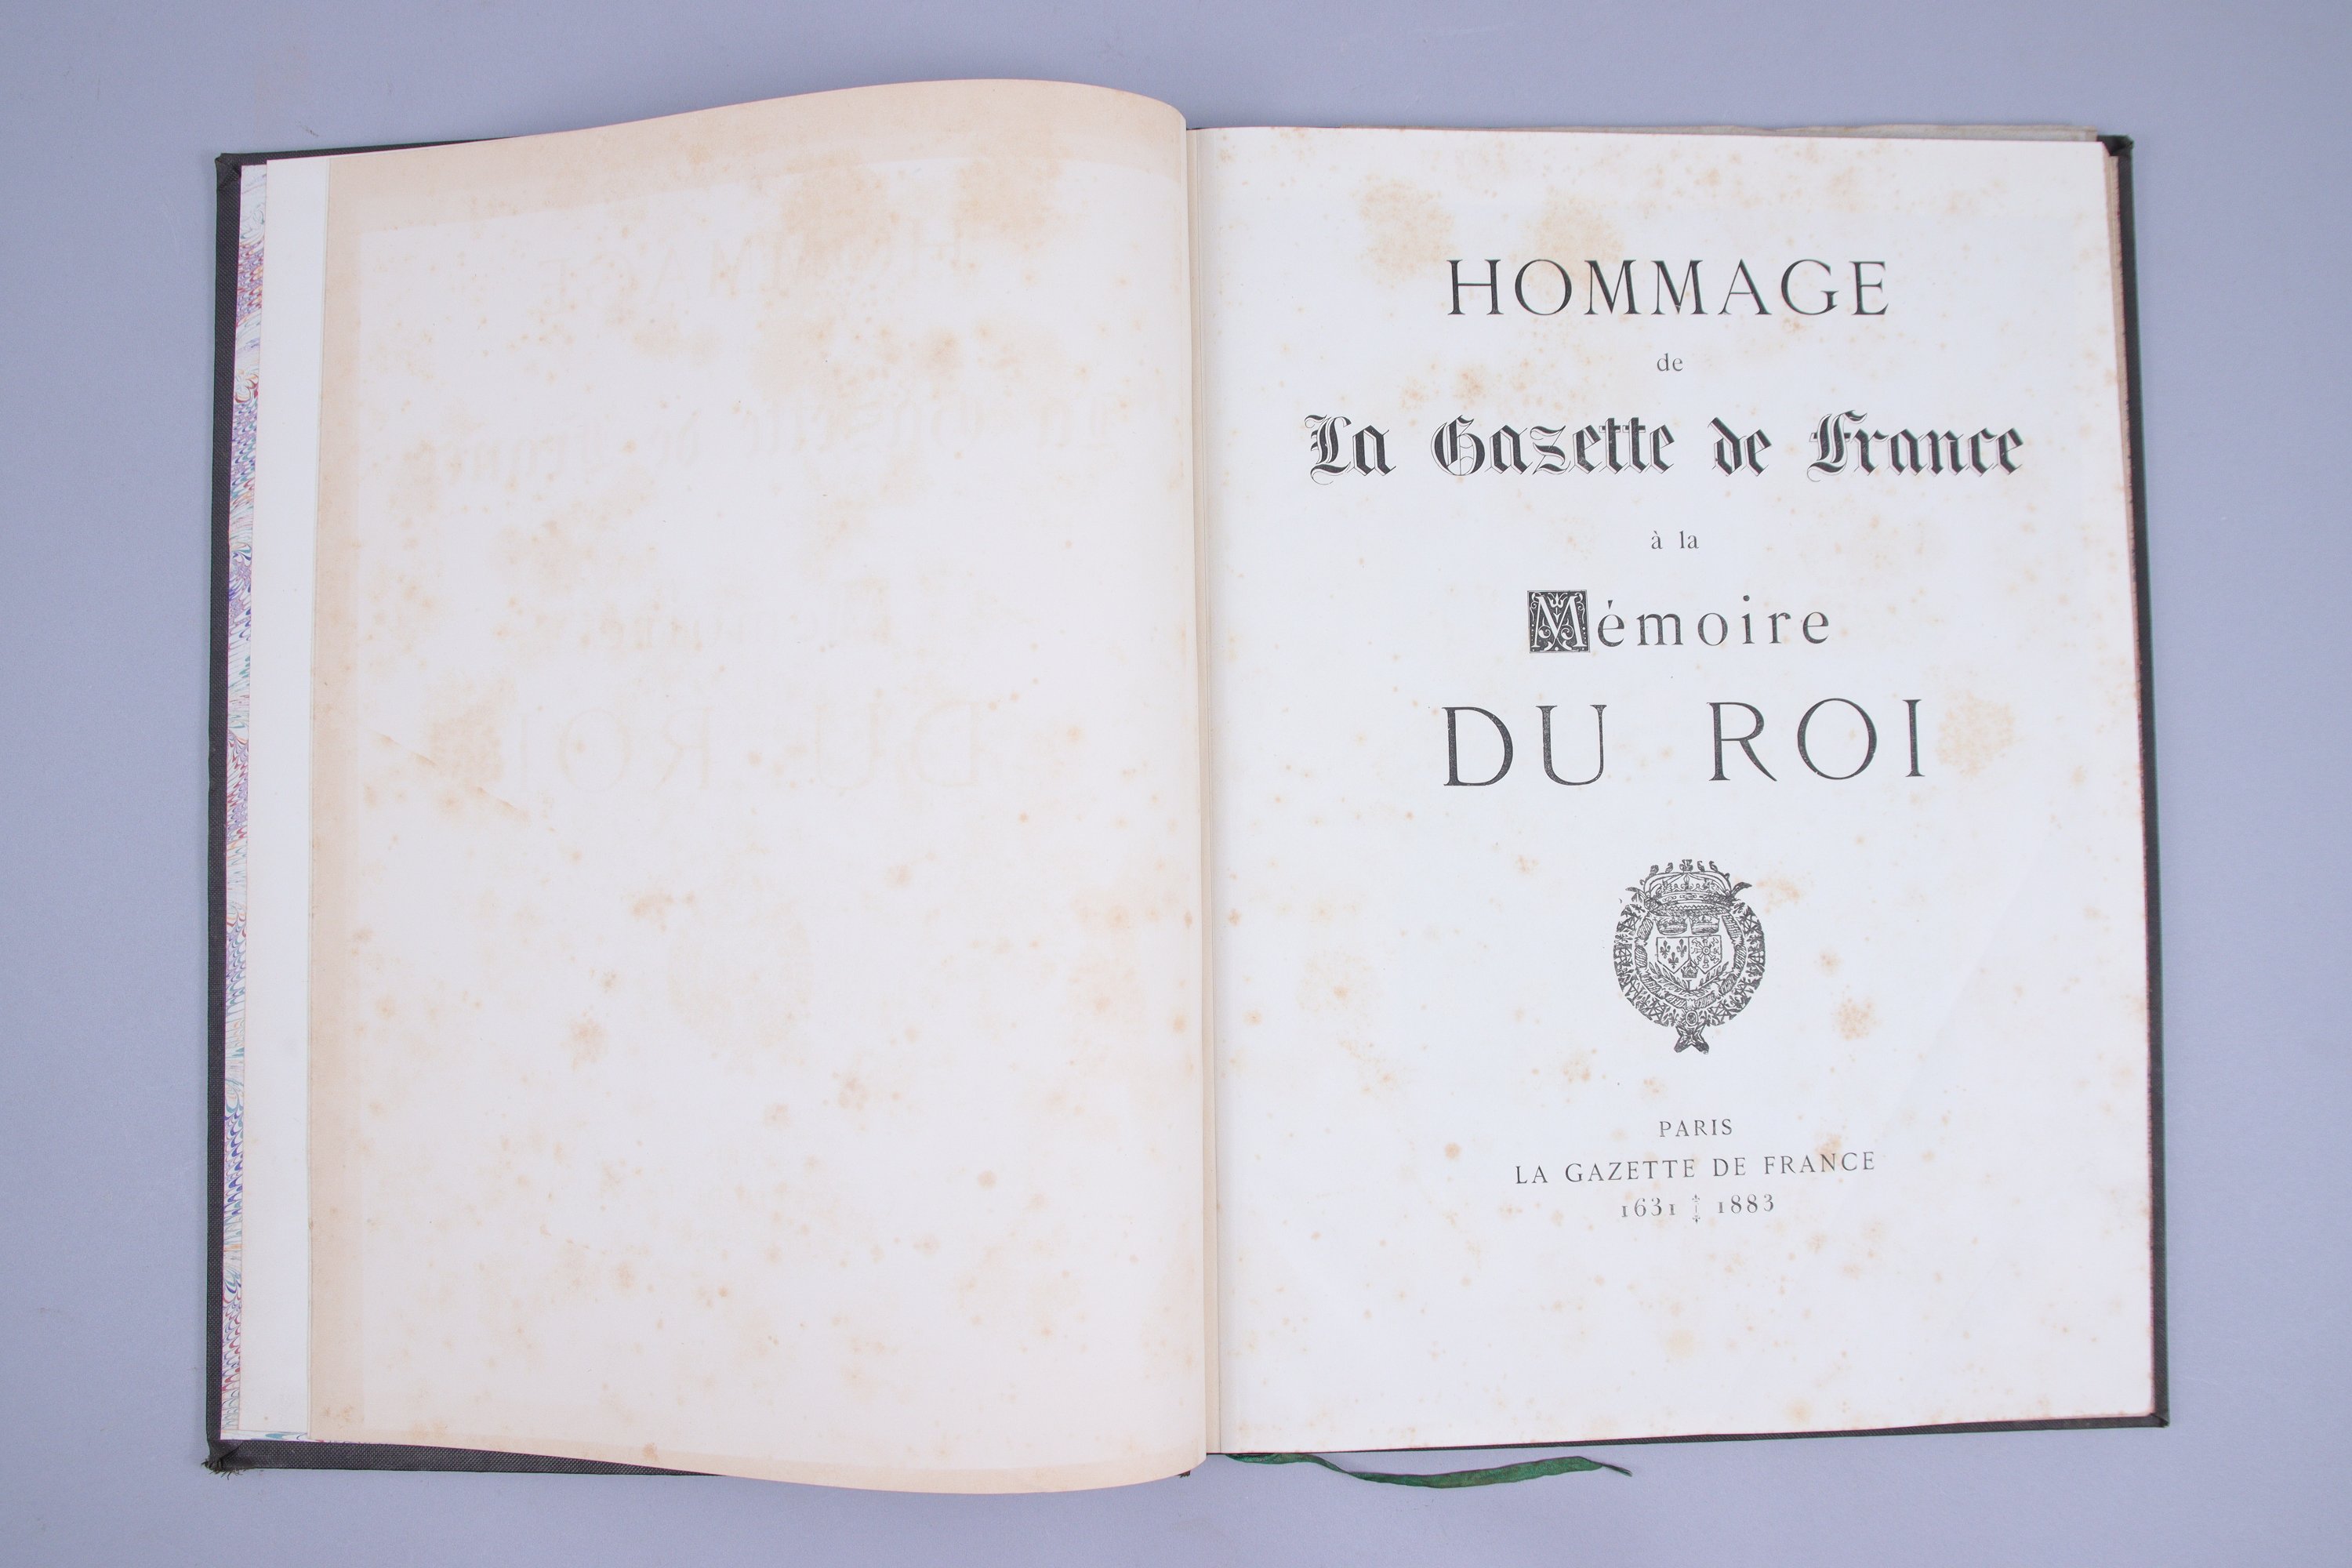 HOMMAGE
de
La Gazette de France
à la
Mémoire
DU ROI
PARIS
LA GAZETTE DE FRANCE
1631 1883